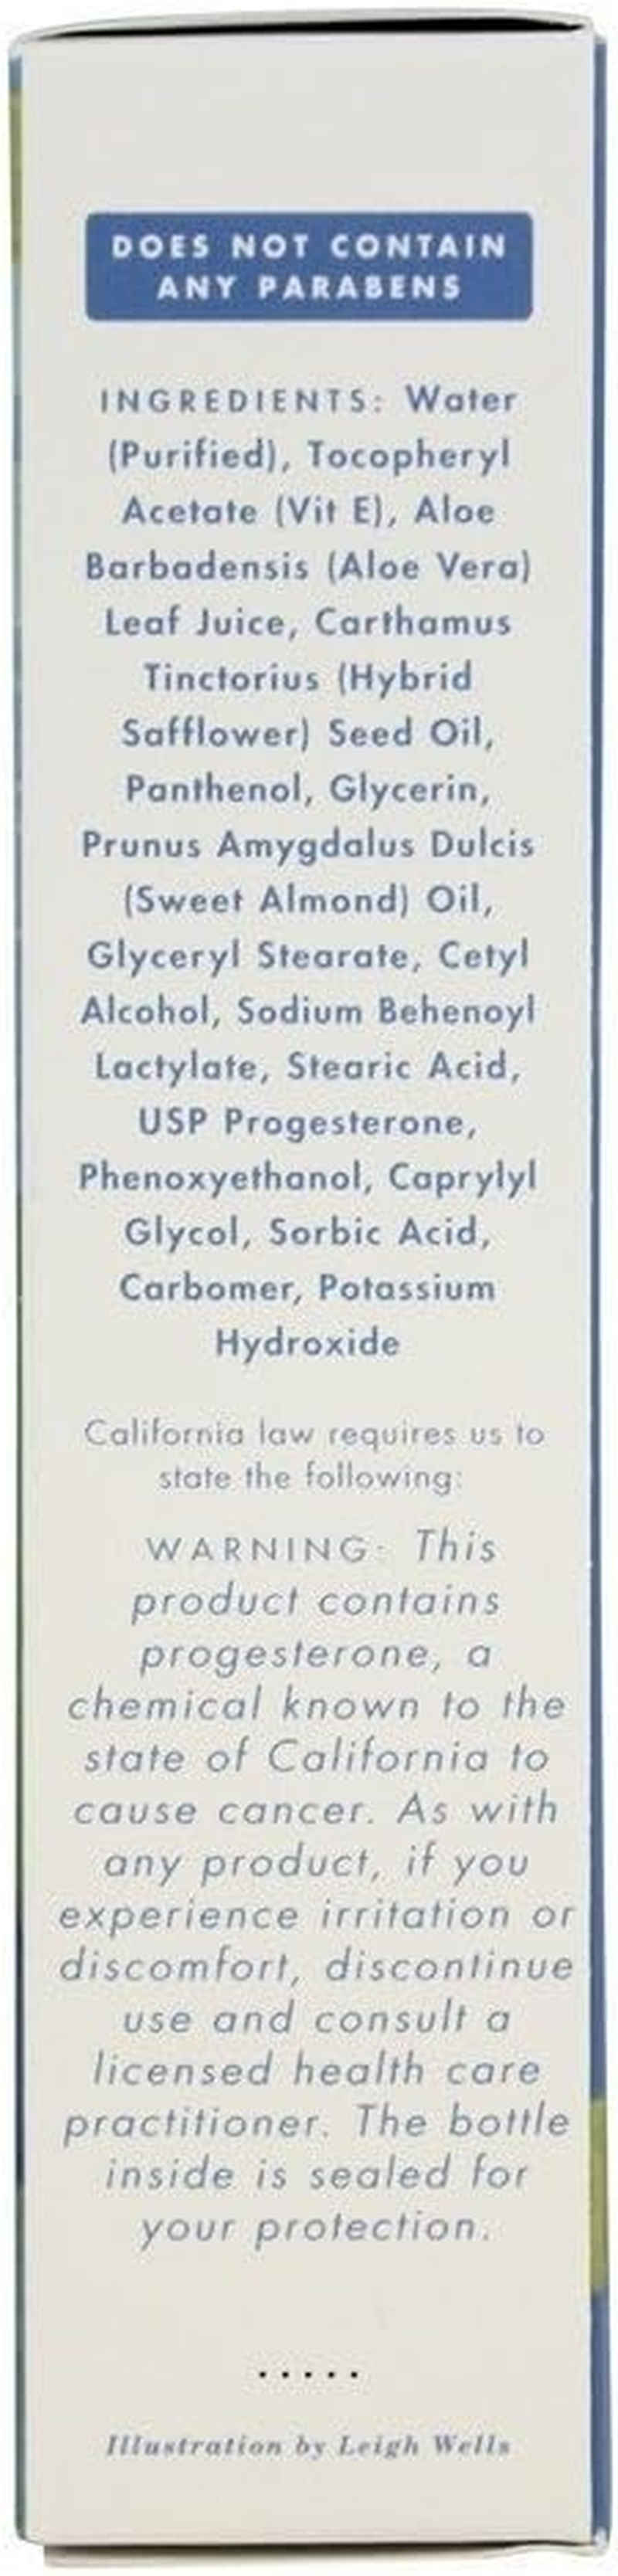 DOES NOT CONTAIN
ANY PARABENS
INGREDIENTS: Water
(Purified), Tocopheryl
Acetate (Vit E), Aloe
Barbadensis (Aloe Vera)
Leaf Juice, Carthamus
Tinctorius (Hybrid
Safflower) Seed Oil,
Panthenol, Glycerin,
Prunus Amygdalus Dulcis
(Sweet Almond) Oil,
Glyceryl Stearate, Cetyl
Alcohol, Sodium Behenoyl
Lactylate, Stearic Acid,
USP Progesterone,
Phenoxyethanol, Caprylyl
Glycol, Sorbic Acid,
Carbomer, Potassium
Hydroxide
California law requires us to
state the following:
WARNING: This
product contains
progesterone, a
chemical known to the
state of California to
cause cancer. As with
any product, if you
experience irritation or
discomfort, discontinue
use and consult a
licensed health care
practitioner. The bottle
inside is sealed for
your protection.
.....
Illustration by Leigh Wells